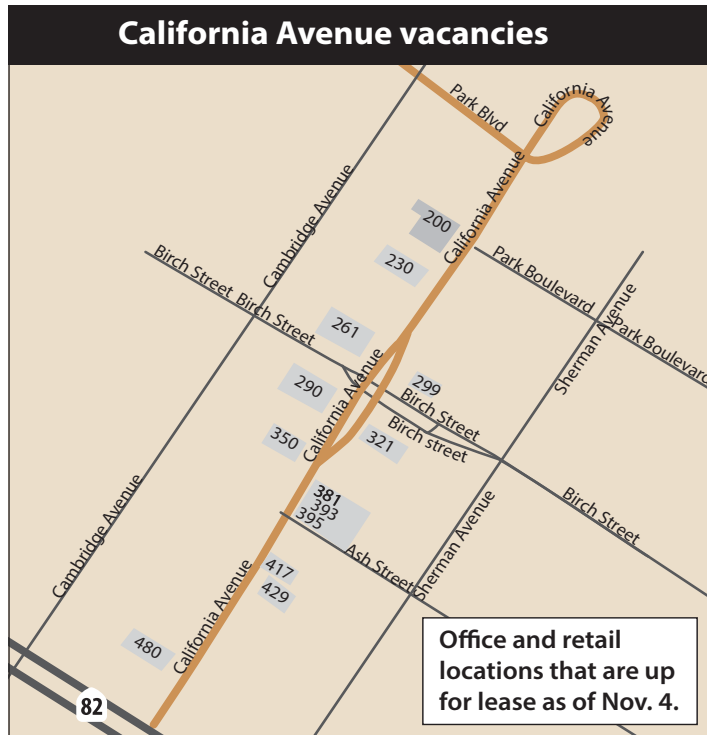 California Avenue vacancies
Park Blvd
California Avenue
California Avenue
Cambridge Avenue
200
230
Park Boulevard
Park Boulevard
Sherman Avenue
Birch Street
Birch Street
261
California Avenue
290
299
Birch Street
Birch street
350
321
Birch Street
381
393
395
Ash Street
Sherman Avenue
Cambridge Avenue
417
429
California Avenue
480
82
Office and retail
locations that are up
for lease as of Nov. 4.